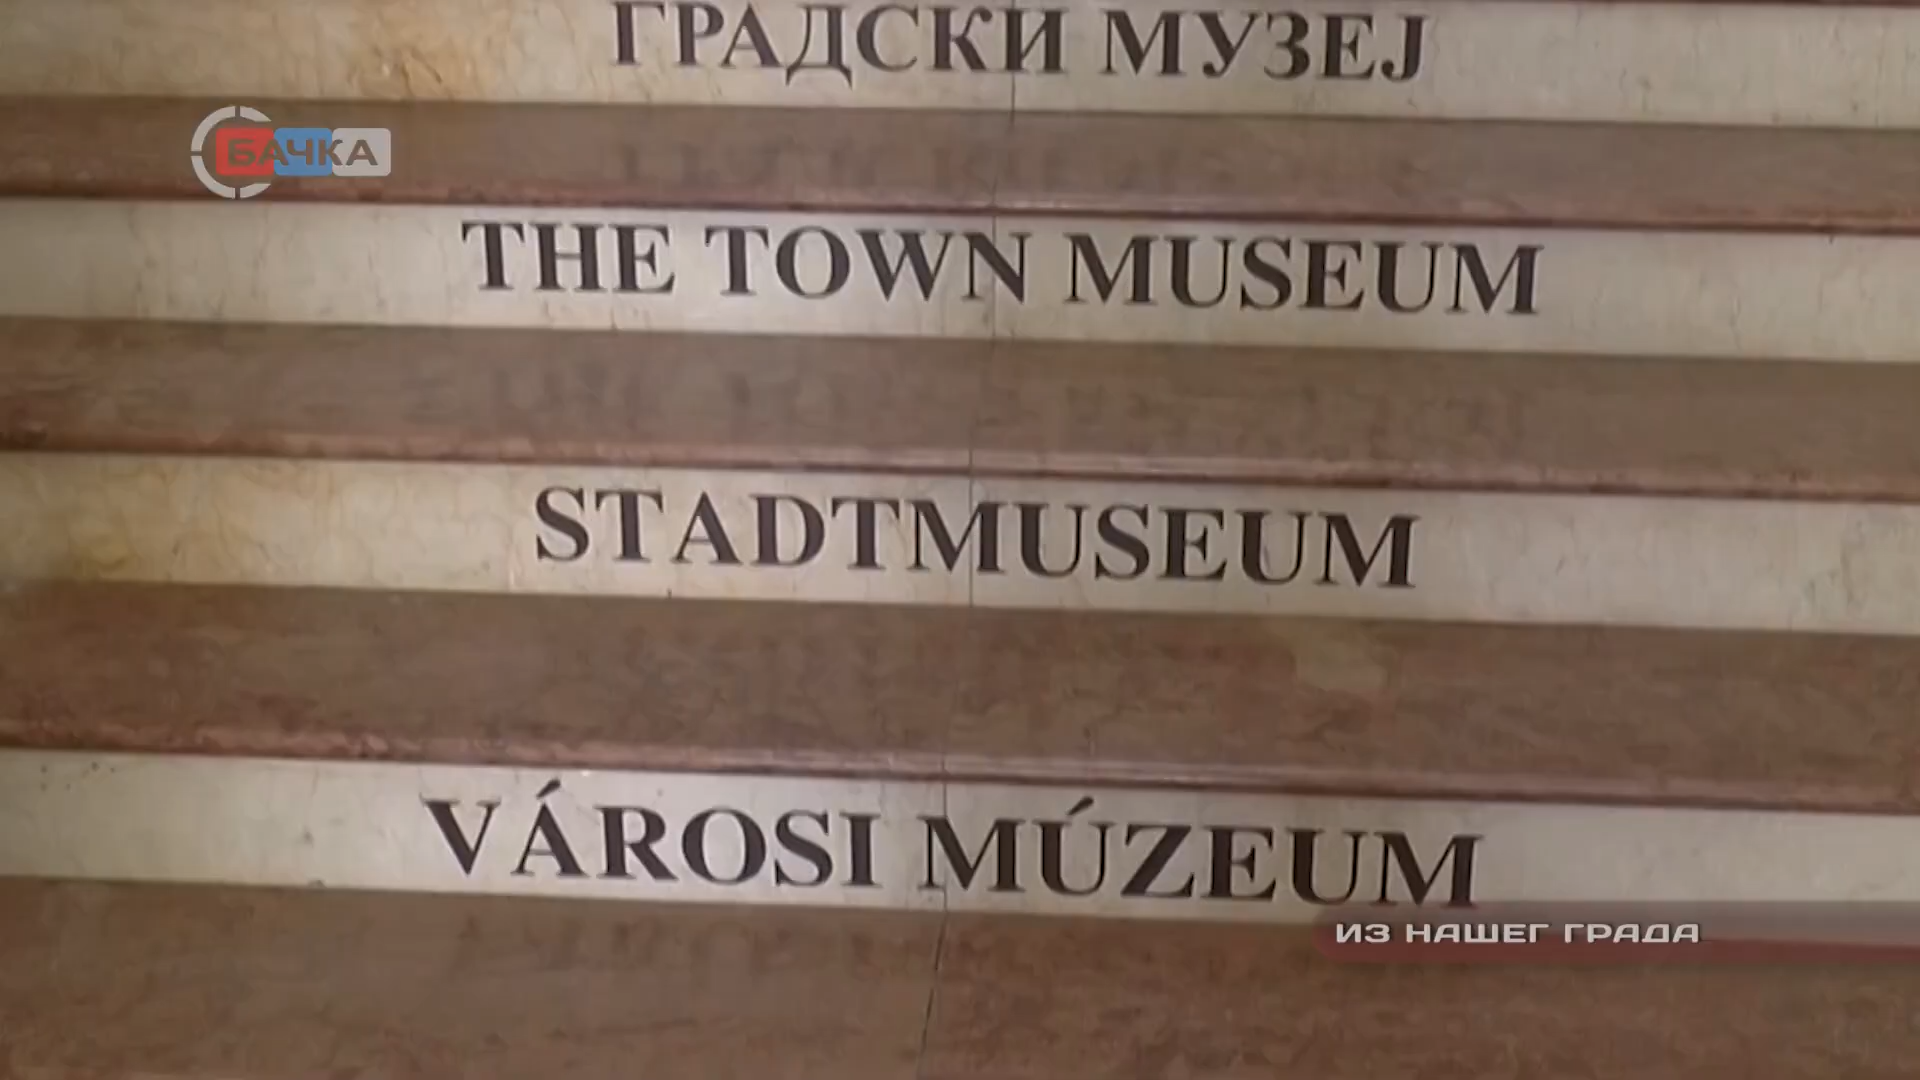 ГРАДСКИ МУЗЕЈ
БАЧКА
THE TOWN MUSEUM
STADTMUSEUM
VÁROSI MÚZEUM
ИЗ НАШЕГ ГРАДА